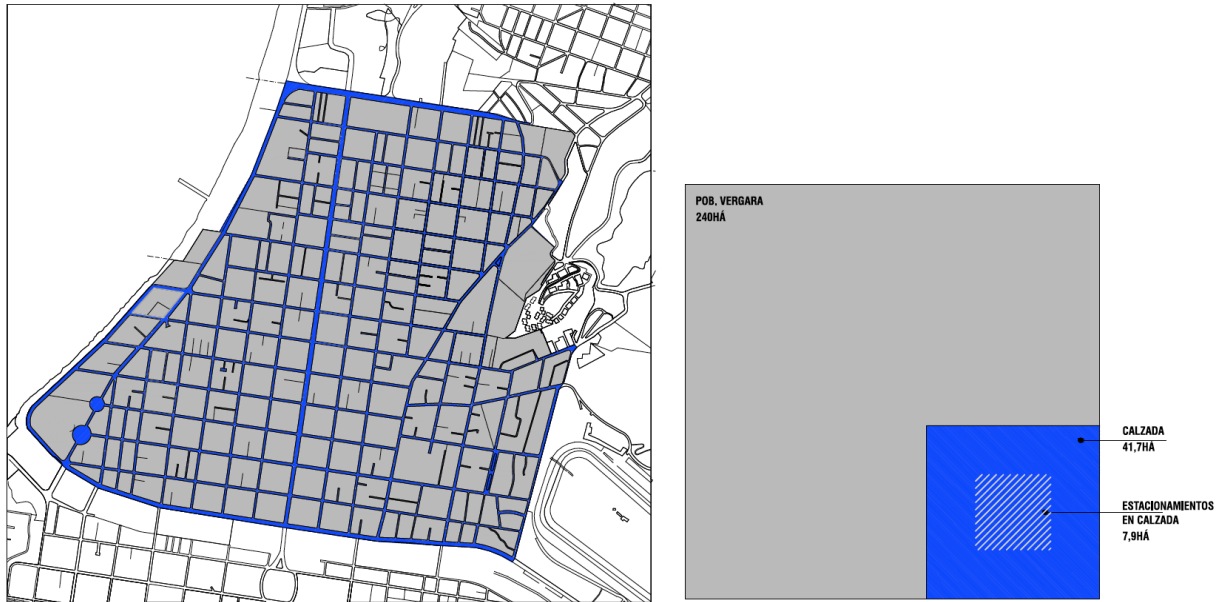 POB. VERGARA
240HÁ
CALZADA
41,7HÁ
ESTACIONAMIENTOS
EN CALZADA
7,9HÁ